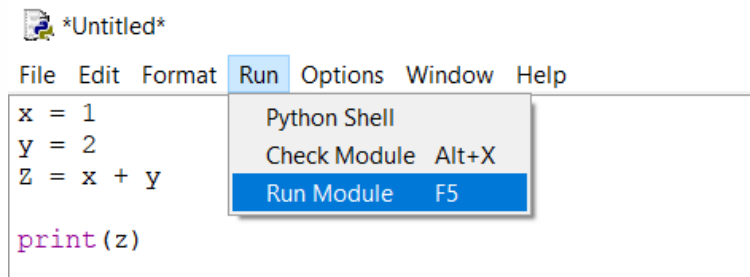 *Untitled*
File Edit Format Run Options Window Help
x = 1
y = 2
Z = x + y
print(z)
Python Shell
Check Module Alt+X
Run Module F5